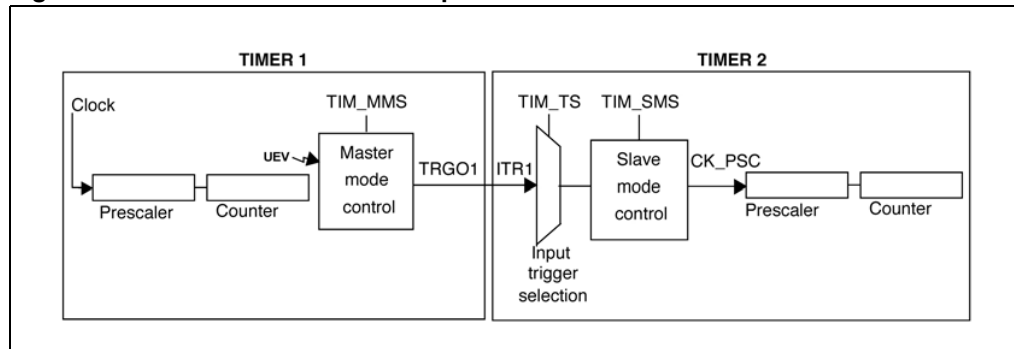 TIMER 1
Clock
TIM_MMS
UEV
Master
mode
control
TRGO1
Prescaler
Counter
TIMER 2
TIM_TS
TIM_SMS
ITR1
Input
trigger
selection
Slave
mode
control
CK_PSC
Prescaler
Counter